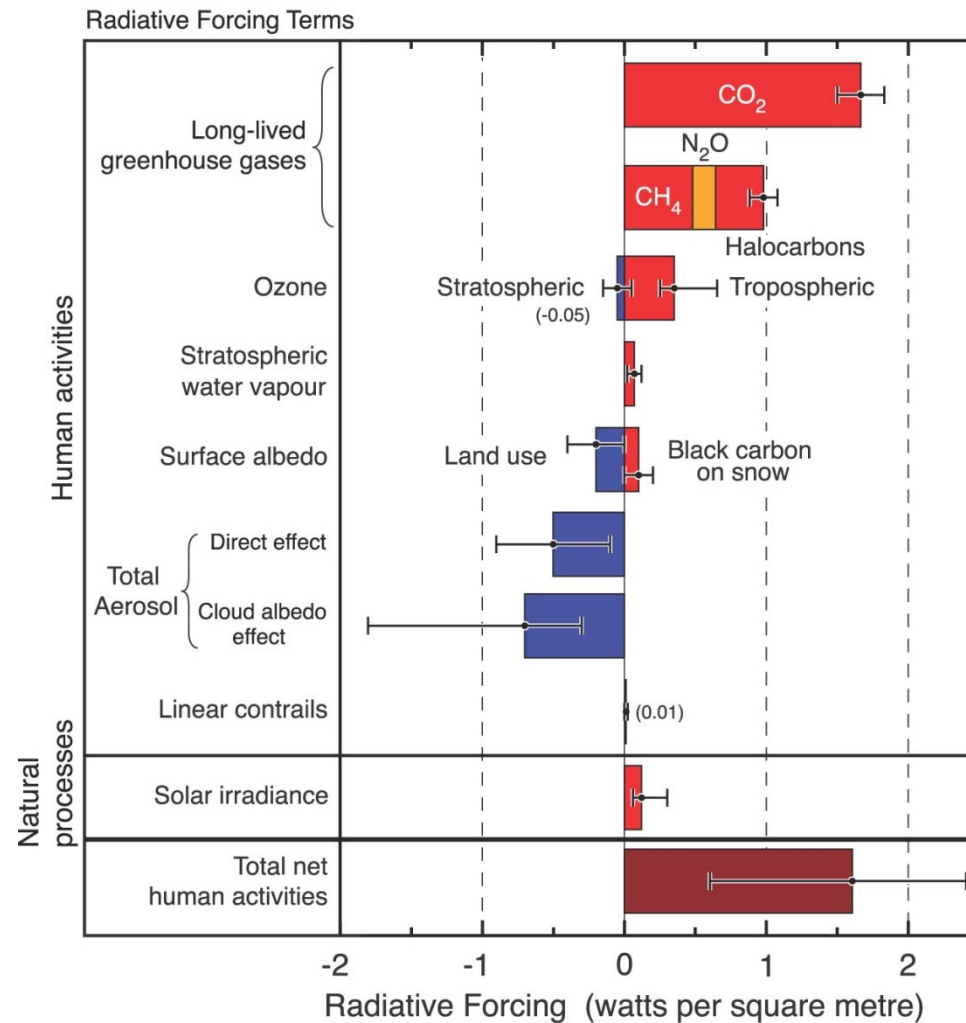 Radiative Forcing Terms
Human activities
Long-lived
greenhouse gases
CO₂
N₂O
CH₄
Halocarbons
Ozone
Stratospheric
(-0.05)
Tropospheric
Stratospheric
water vapour
Surface albedo
Land use
Black carbon
on snow
Total
Aerosol
Direct effect
Cloud albedo
effect
Linear contrails
(0.01)
Natural
processes
Solar irradiance
Total net
human activities
-2 -1 0 1 2
Radiative Forcing (watts per square metre)